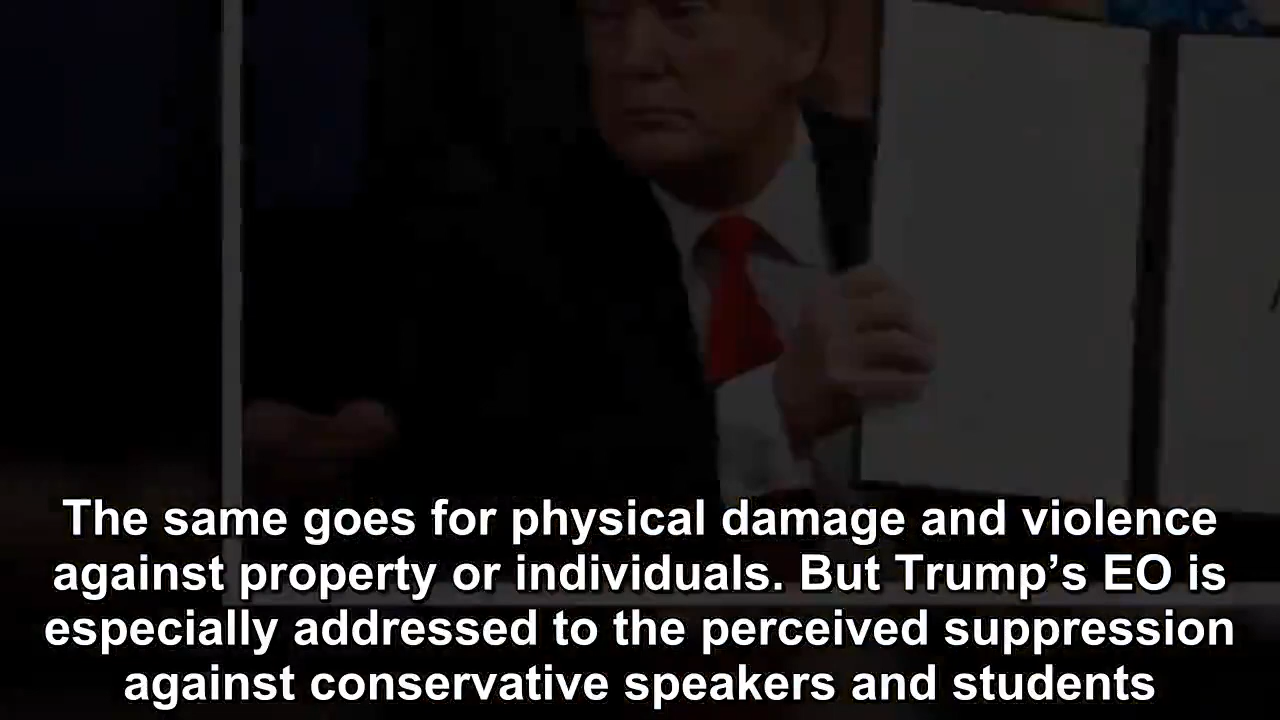 The same goes for physical damage and violence
against property or individuals. But Trump’s EO is
especially addressed to the perceived suppression
against conservative speakers and students